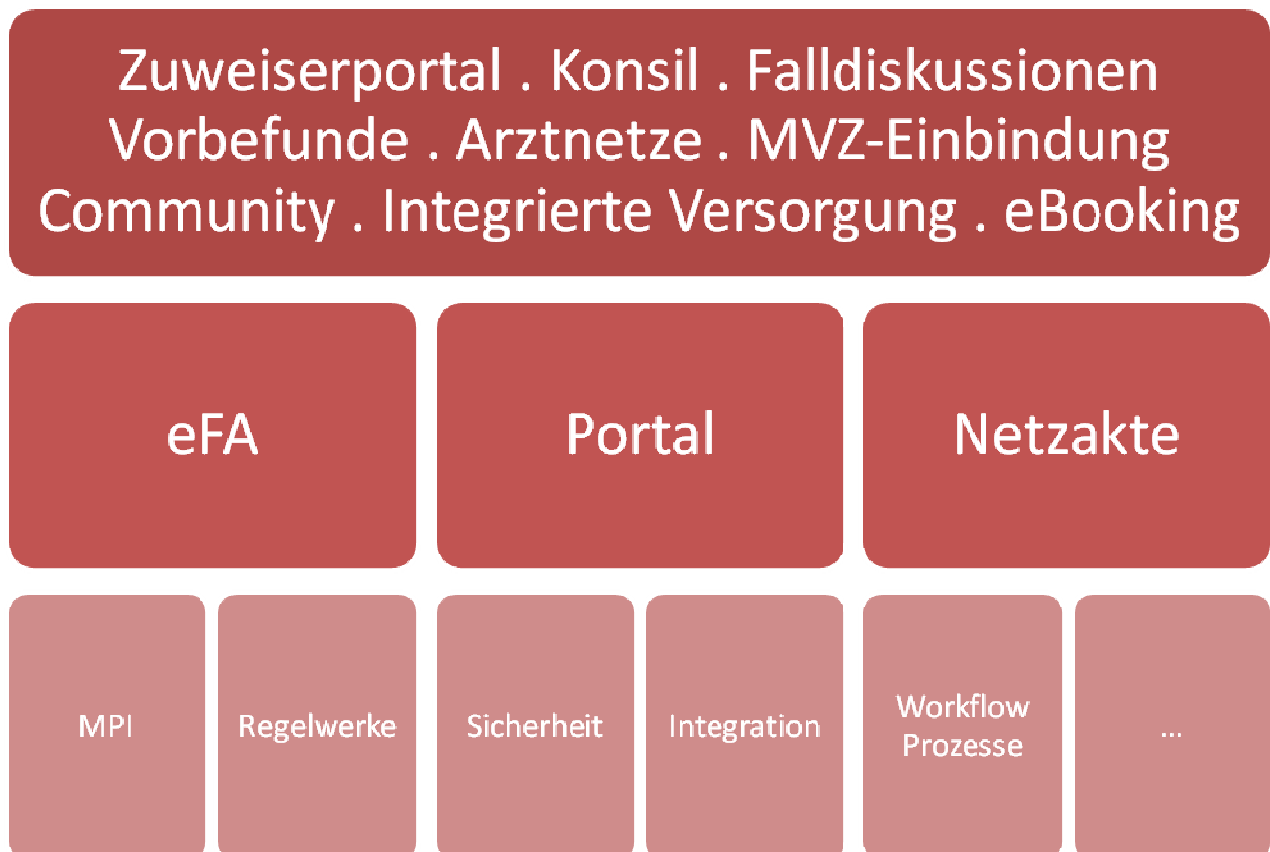 Zuweiserportal . Konsil . Falldiskussionen
Vorbefunde . Arztnetze . MVZ-Einbindung
Community . Integrierte Versorgung . eBooking
eFA
Portal
Netzakte
MPI
Regelwerke
Sicherheit
Integration
Workflow
Prozesse
...